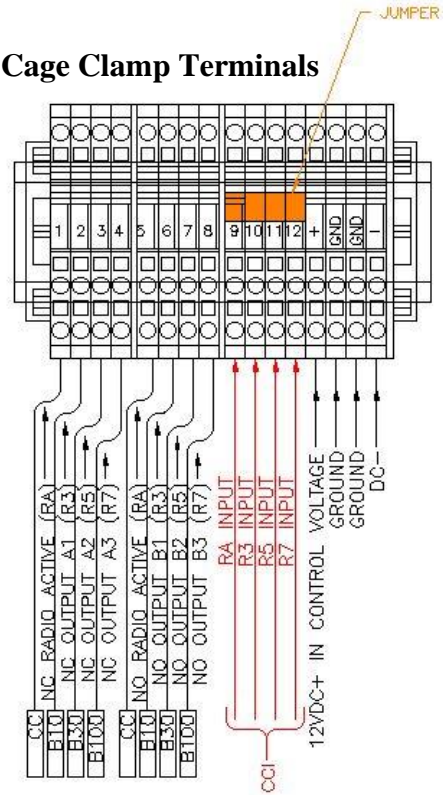 JUMPER
Cage Clamp Terminals
1 2 3 4 5 6 7 8 9 10 11 12 + GND GND -
NC RADIO ACTIVE (RA)
NC OUTPUT A1 (R3)
NC OUTPUT A2 (R5)
NC OUTPUT A3 (R7)
NO RADIO ACTIVE (RA)
NO OUTPUT B1 (R3)
NO OUTPUT B2 (R5)
NO OUTPUT B3 (R7)
RA INPUT
R3 INPUT
R5 INPUT
R7 INPUT
12VDC+ IN CONTROL VOLTAGE
GROUND
GROUND
DC-
CC
B10
B30
B100
CC
B10
B30
B100
CCI